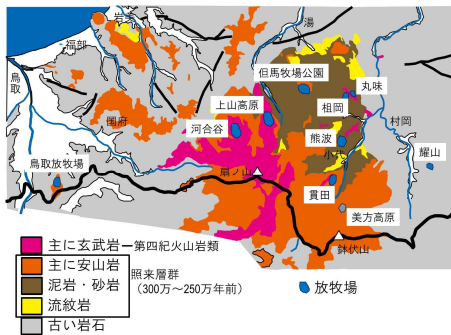 岩美
湯
福部
但馬牧場公園
丸味
鳥取
上山高原
祖岡
村岡
国府
河合谷
熊波
耀山
小代
鳥取放牧場
扇ノ山
貫田
美方高原
鉢伏山
主に玄武岩ー第四紀火山岩類
主に安山岩
泥岩・砂岩
流紋岩
古い岩石
照来層群
(300万〜250万年前)
放牧場